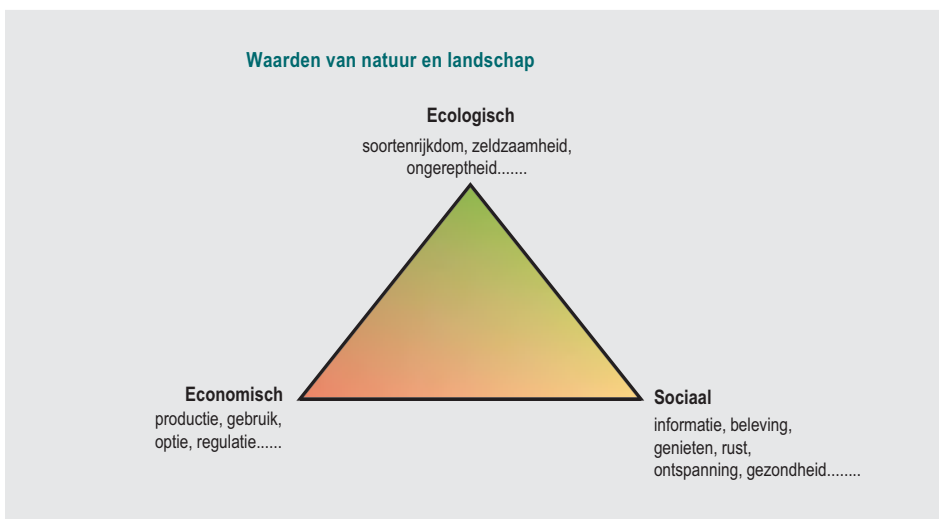 Waarden van natuur en landschap
Ecologisch
soortenrijkdom, zeldzaamheid,
ongereptheid.......
Economisch
productie, gebruik,
optie, regulatie......
Sociaal
informatie, beleving,
genieten, rust,
ontspanning, gezondheid........